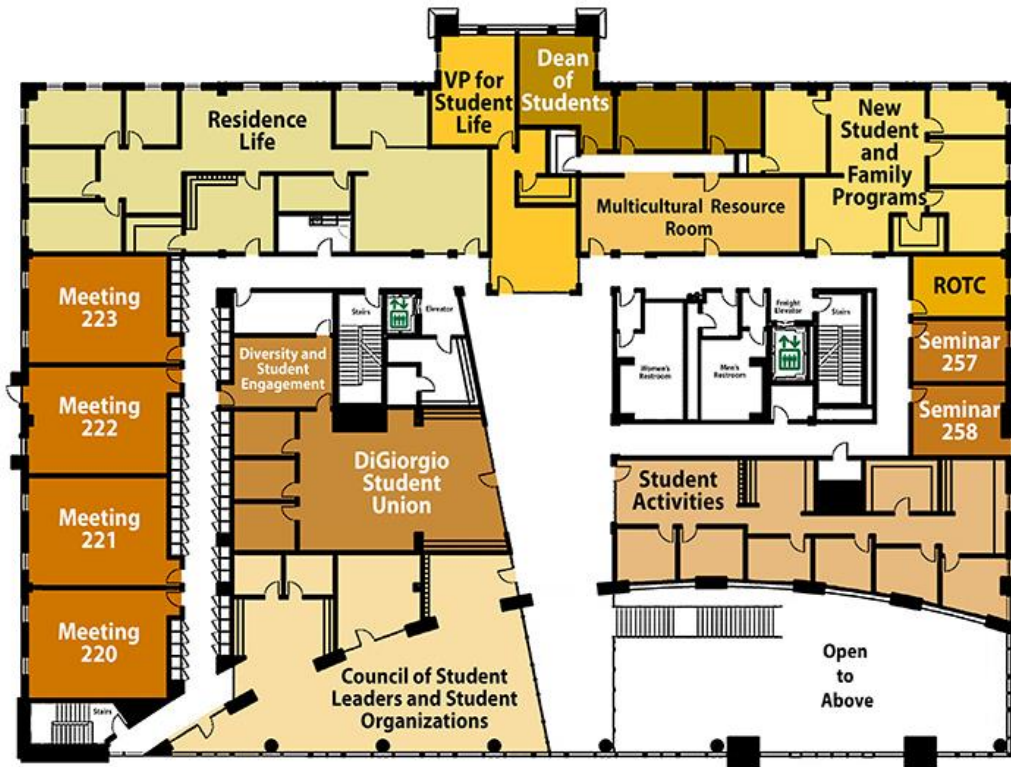 VP for
Student
Life
Dean
of
Students
Residence
Life
New
Student
and
Family
Programs
Multicultural Resource
Room
Meeting
223
Stairs
Elevator
Freight
Elevator
Stairs
ROTC
Diversity and
Student
Engagement
Women's
Restroom
Men's
Restroom
Seminar
257
Meeting
222
Seminar
258
DiGiorgio
Student
Union
Student
Activities
Meeting
221
Meeting
220
Council of Student
Leaders and Student
Organizations
Open
to
Above
Stairs